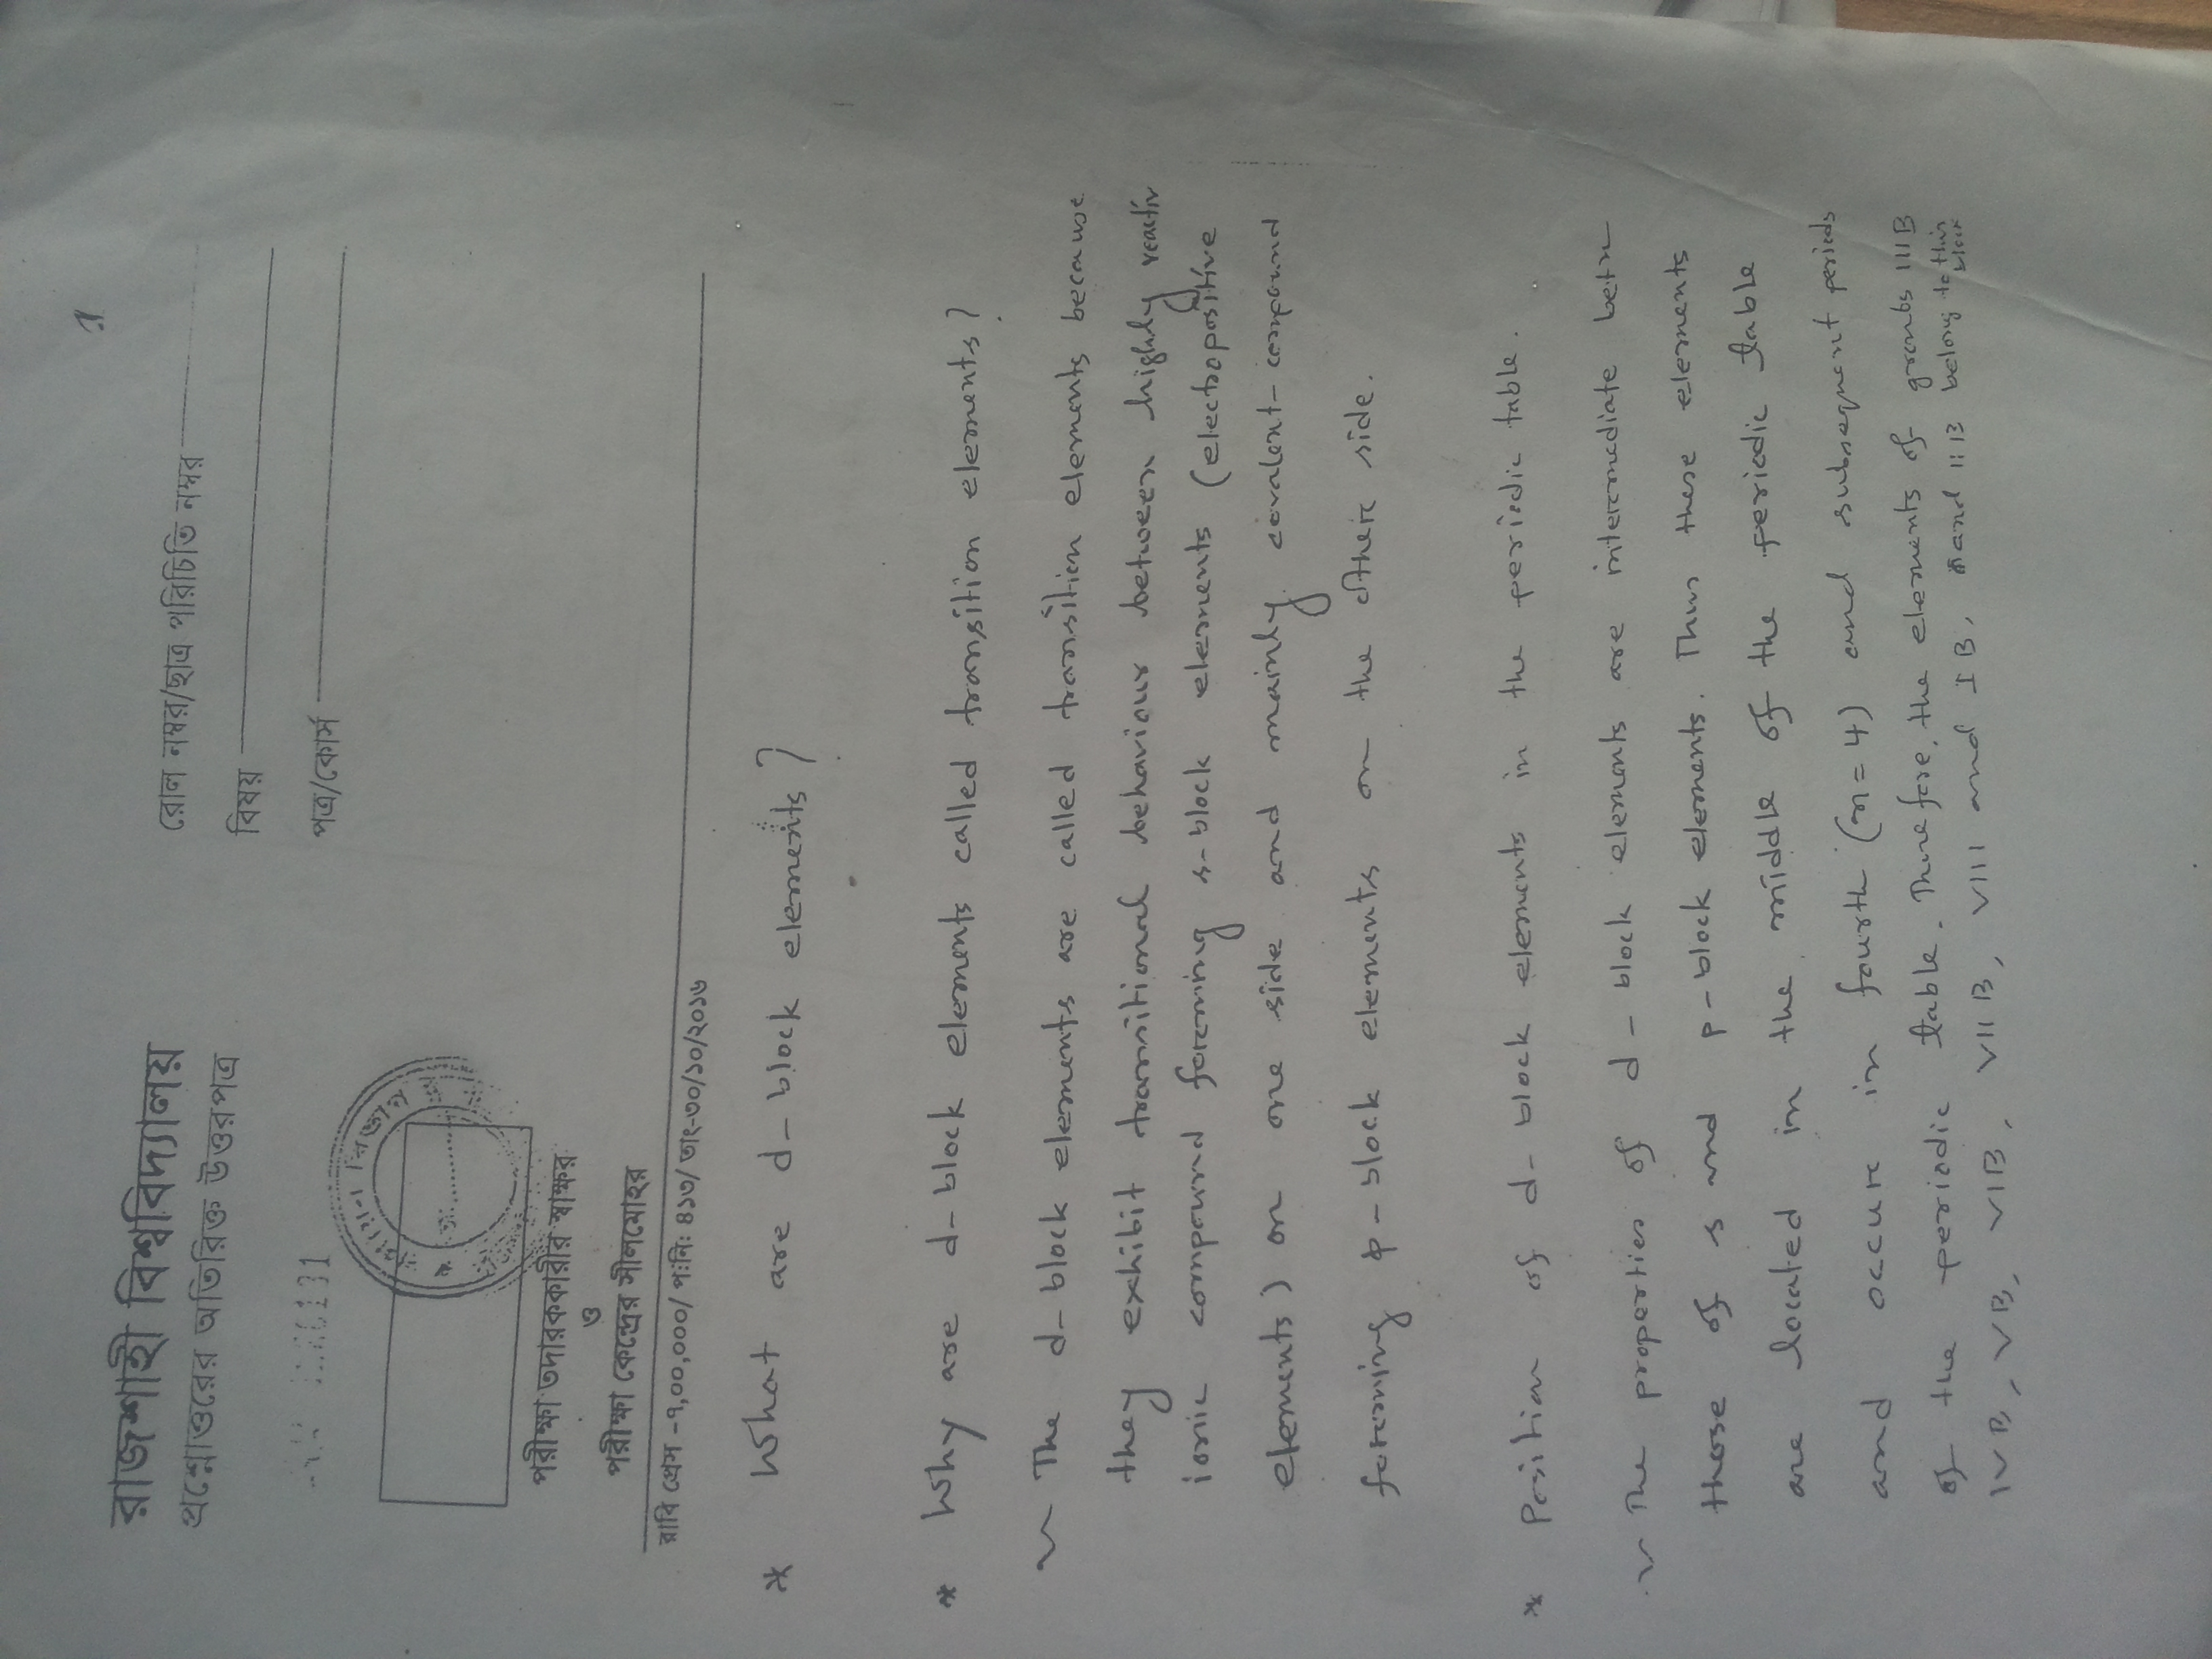 1
রাজশাহী বিশ্ববিদ্যালয়
প্রশ্নোত্তরের অতিরিক্ত উত্তরপত্র
রোল নম্বর/ছাত্র পরিচিতি নম্বর
বিষয়
পত্র/কোর্স
6131
রসায়ন বিভাগ
তাং
পরীক্ষা তদারককারীর স্বাক্ষর
ও
পরীক্ষা কেন্দ্রের সীলমোহর
রাবি প্রেস -৭,০০,০০০/ প:নি: ৪১৩/ তাং-৩০/১০/২০১৬
* What are d-block elements?
* Why are d-block elements called transition elements?
The d-block elements are called transition elements because
they exhibit transitional behaviour between highly reactiv
ionic compound foreming s-block elements (electropositive
elements) on one side and mainly covalent-compound
foreming p-block elements on the othere side.
* Position of d-block elements in the periodic table.
The properties of d-block elements are interemediate betn
those of s and p-block elements. Thus these elements
are located in the middle of the periodic table
and occure in fourth (n=4) and subsequent periods
of the periodic table. Therefore, the elements of groups IIIB
IVB, VB, VIB, VIIB, VIII and IB, and IIB belong to this
block